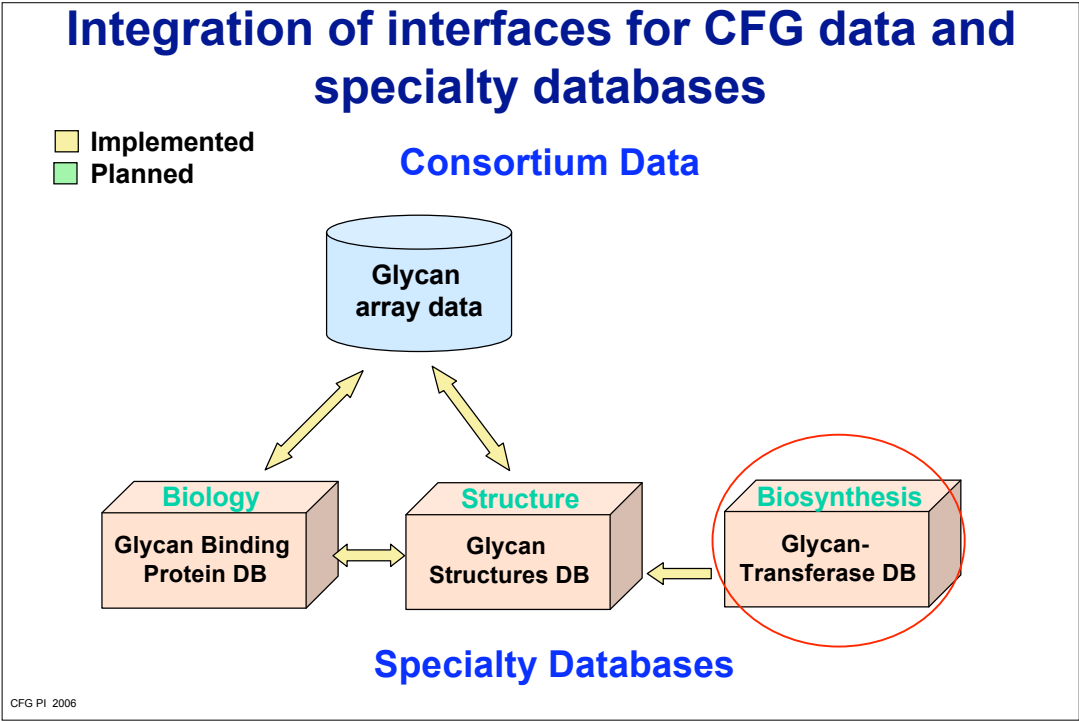 Integration of interfaces for CFG data and
specialty databases
Implemented
Planned
Consortium Data
Glycan
array data
Biology
Glycan Binding
Protein DB
Structure
Glycan
Structures DB
Biosynthesis
Glycan-
Transferase DB
Specialty Databases
CFG PI 2006